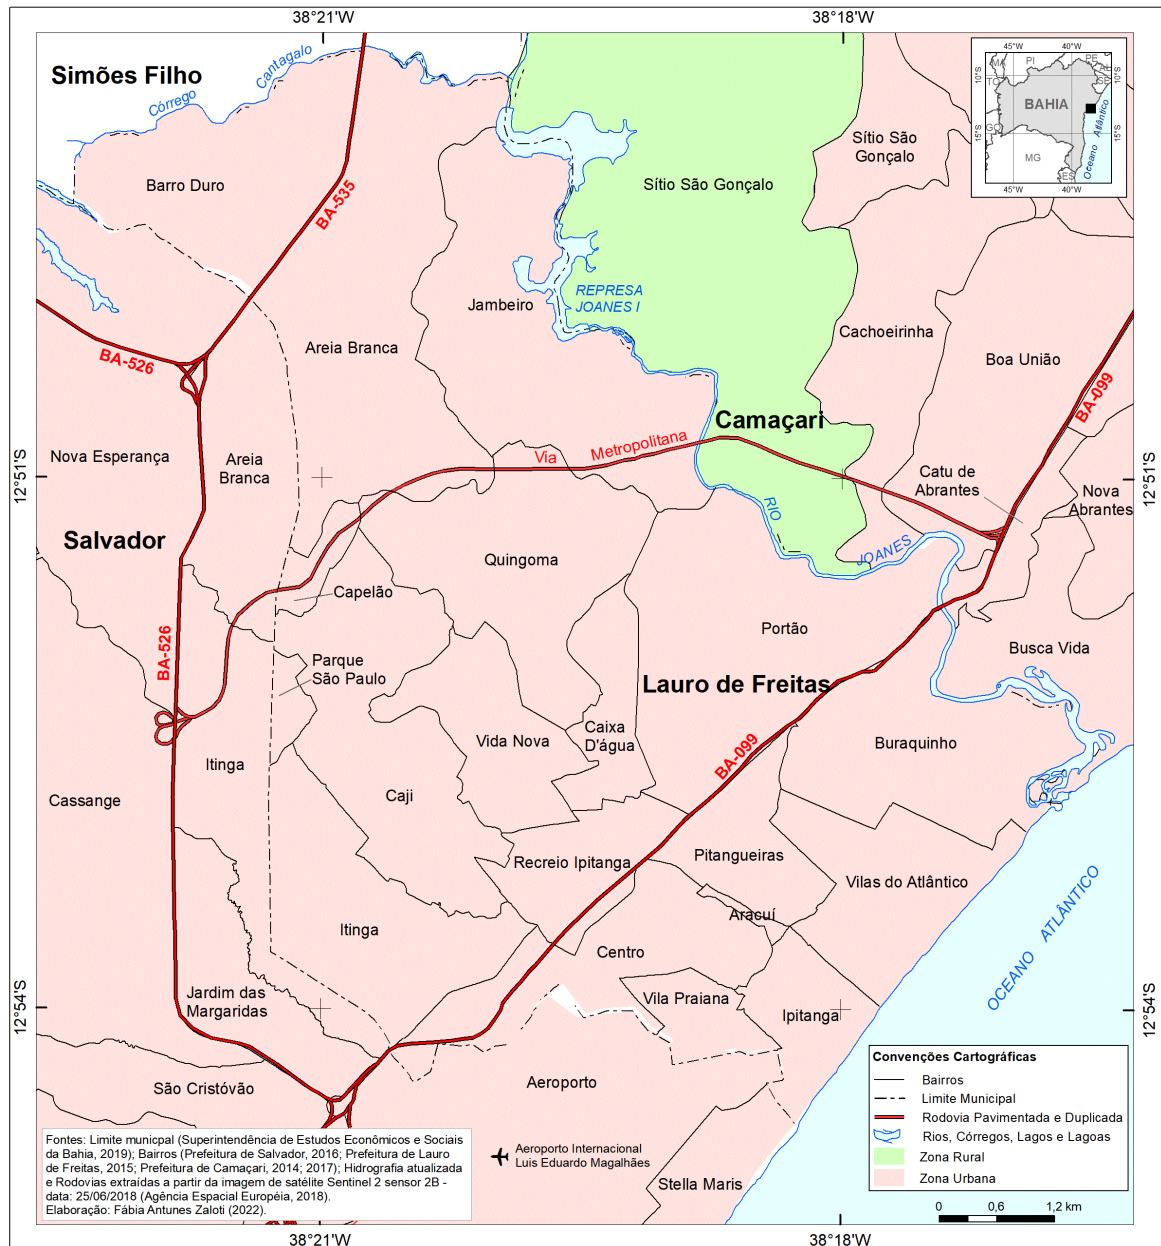 38°21'W
38°18'W
Simões Filho
Córrego
Cantagalo
45°W
40°W
MA
PI
PE
AL
TO
SE
10°S
10°S
BAHIA
GO
15°S
15°S
MG
ES
Oceano Atlântico
45°W
40°W
Sítio São
Gonçalo
Barro Duro
Sítio São Gonçalo
BA-535
REPRESA
JOANES I
Jambeiro
Areia Branca
Cachoeirinha
Boa União
BA-526
BA-099
Camaçari
Via
Metropolitana
Nova Esperança
Areia
Branca
Catu de
Abrantes
Nova
Abrantes
12°51'S
12°51'S
RIO
JOANES
Salvador
Quingoma
Capelão
Portão
BA-526
Busca Vida
Parque
São Paulo
Lauro de Freitas
Caixa
D'água
Vida Nova
Buraquinho
BA-099
Itinga
Caji
Cassange
Recreio Ipitanga
Pitangueiras
Vilas do Atlântico
Aracuí
Itinga
Centro
OCEANO ATLÂNTICO
Jardim das
Margaridas
Vila Praiana
Ipitanga
12°54'S
12°54'S
São Cristóvão
Aeroporto
Aeroporto Internacional
Luis Eduardo Magalhães
Stella Maris
Convenções Cartográficas
Bairros
Limite Municipal
Rodovia Pavimentada e Duplicada
Rios, Córregos, Lagos e Lagoas
Zona Rural
Zona Urbana
0 0,6 1,2 km
Fontes: Limite muncipal (Superintendência de Estudos Econômicos e Sociais
da Bahia, 2019); Bairros (Prefeitura de Salvador, 2016; Prefeitura de Lauro
de Freitas, 2015; Prefeitura de Camaçari, 2014; 2017); Hidrografia atualizada
e Rodovias extraídas a partir da imagem de satélite Sentinel 2 sensor 2B -
data: 25/06/2018 (Agência Espacial Européia, 2018).
Elaboração: Fábia Antunes Zaloti (2022).
38°21'W
38°18'W